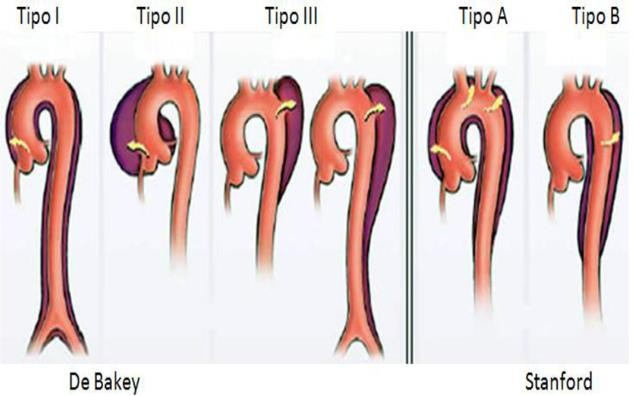 Tipo I Tipo II Tipo III Tipo A Tipo B
De Bakey Stanford